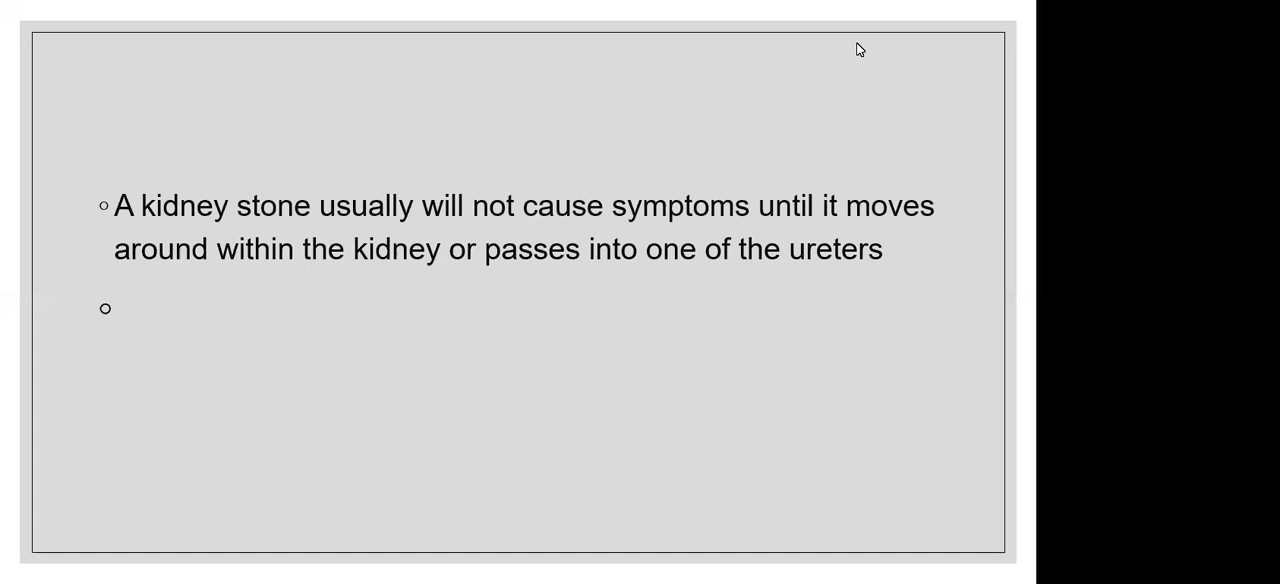 A kidney stone usually will not cause symptoms until it moves
around within the kidney or passes into one of the ureters